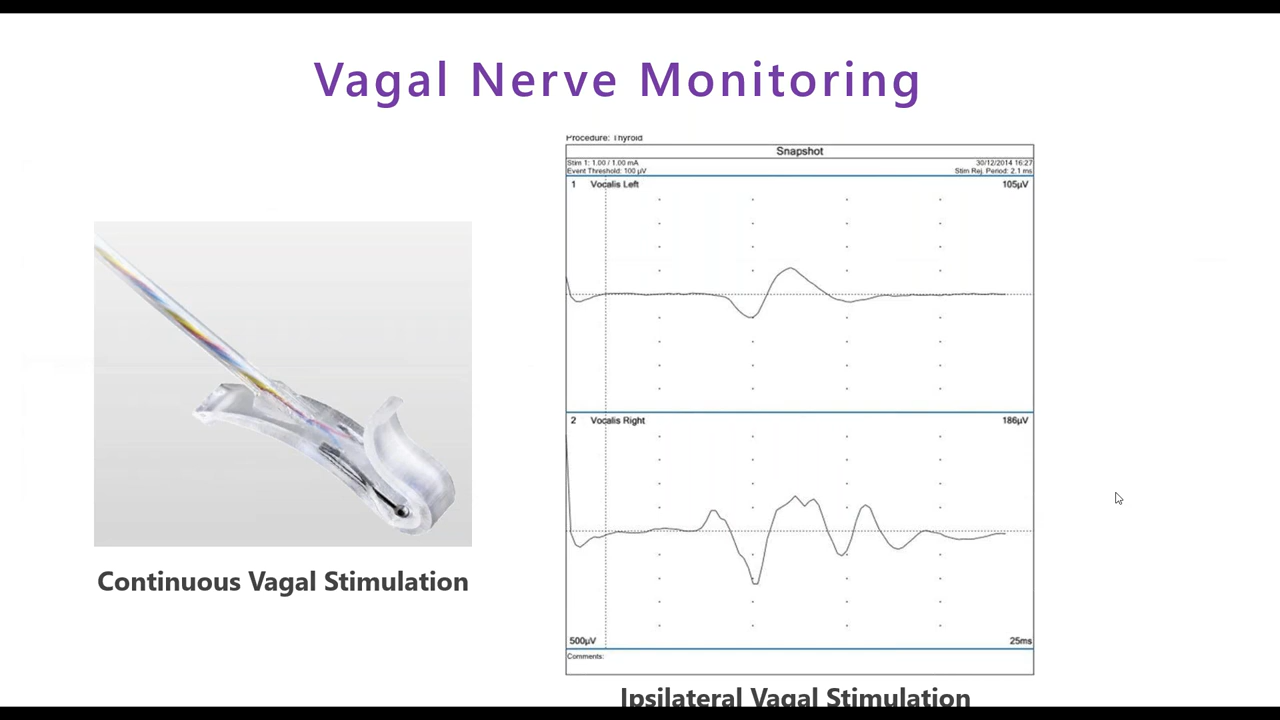 Vagal Nerve Monitoring
Procedure: Thyroid
Snapshot
Stim 1: 1.00 / 1.00 mA
30/12/2014 16:27
Event Threshold: 100 µV
Stim Rej. Period: 2.1 ms
1 Vocalis Left 105µV
2 Vocalis Right 186µV
500µV 25ms
Comments:
Continuous Vagal Stimulation
Ipsilateral Vagal Stimulation